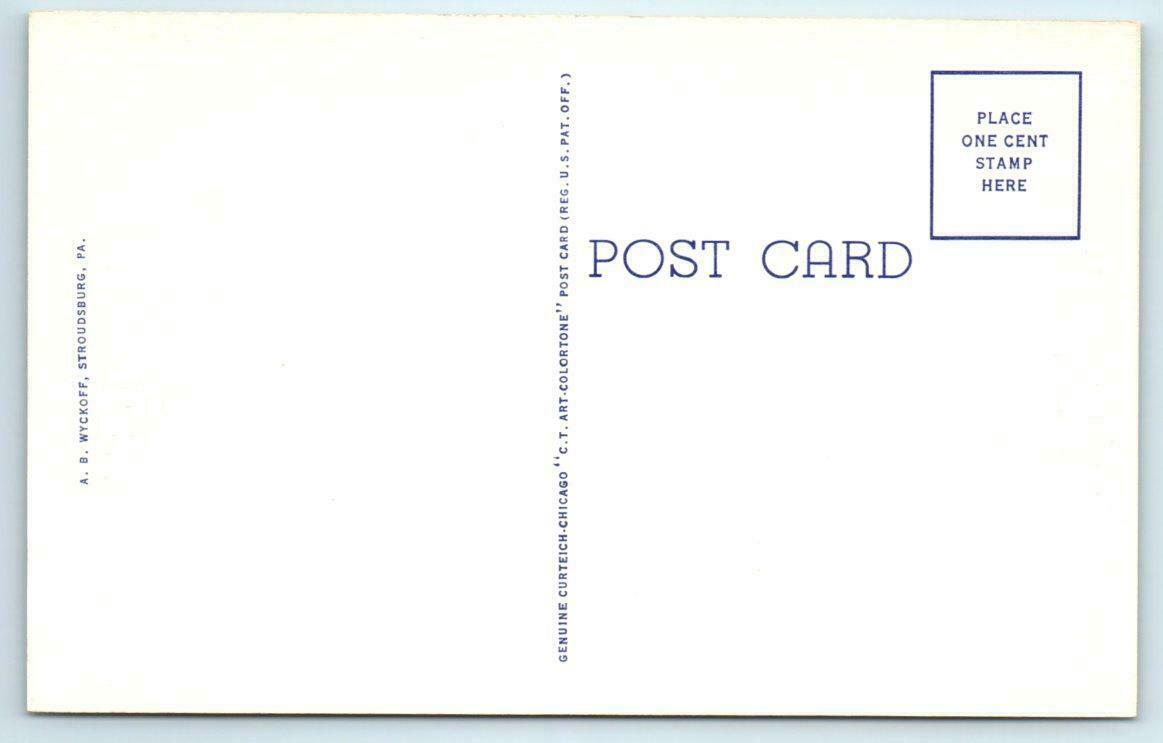 A. B. WYCKOFF, STROUDSBURG, PA.
GENUINE CURTEICH-CHICAGO "C.T. ART-COLORTONE" POST CARD (REG. U.S. PAT. OFF.)
POST CARD
PLACE
ONE CENT
STAMP
HERE